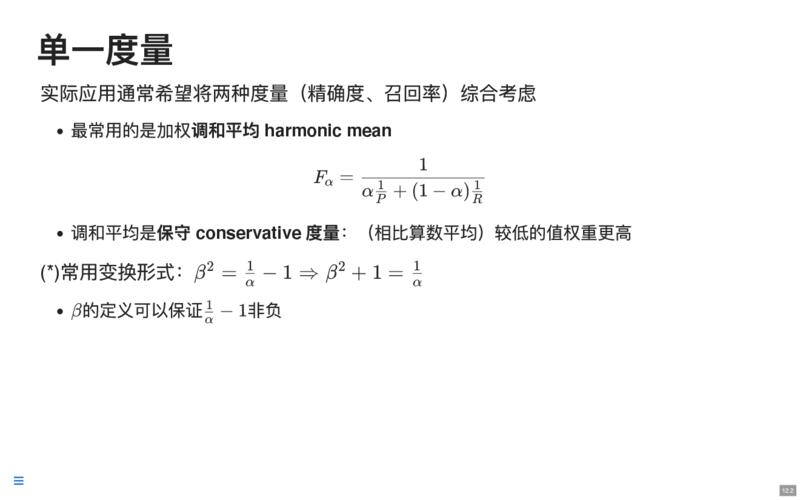 单一度量
实际应用通常希望将两种度量（精确度、召回率）综合考虑
• 最常用的是加权调和平均 harmonic mean
$F_\alpha = \frac{1}{\alpha\frac{1}{P} + (1-\alpha)\frac{1}{R}}$
• 调和平均是保守 conservative 度量：（相比算数平均）较低的值权重更高
(*)常用变换形式：$\beta^2 = \frac{1}{\alpha} - 1 \Rightarrow \beta^2 + 1 = \frac{1}{\alpha}$
• $\beta$的定义可以保证$\frac{1}{\alpha} - 1$非负
12.2